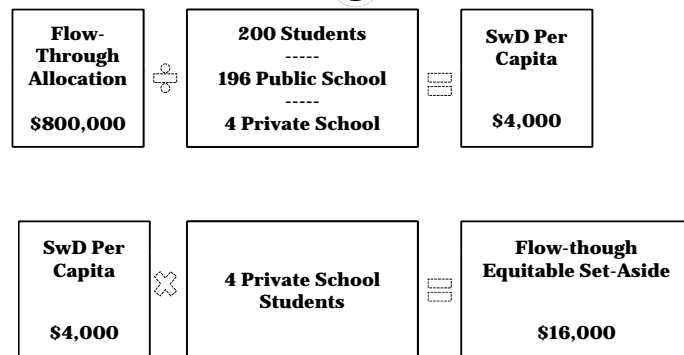 Flow-
Through
Allocation
$800,000
÷
200 Students
-----
196 Public School
-----
4 Private School
=
SwD Per
Capita
$4,000
SwD Per
Capita
$4,000
×
4 Private School
Students
=
Flow-though
Equitable Set-Aside
$16,000